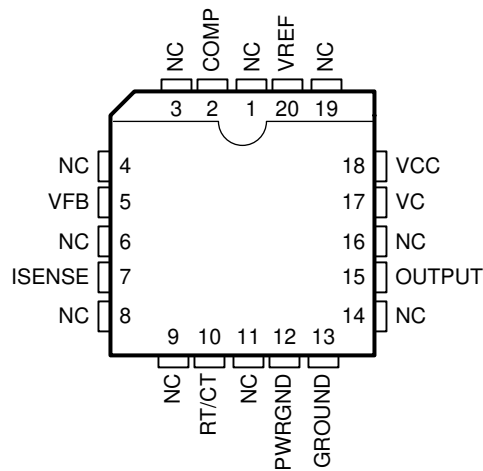 NC
COMP
NC
VREF
NC
3 2 1 20 19
NC 4
VFB 5
NC 6
ISENSE 7
NC 8
18 VCC
17 VC
16 NC
15 OUTPUT
14 NC
9 10 11 12 13
NC
RT/CT
NC
PWRGND
GROUND